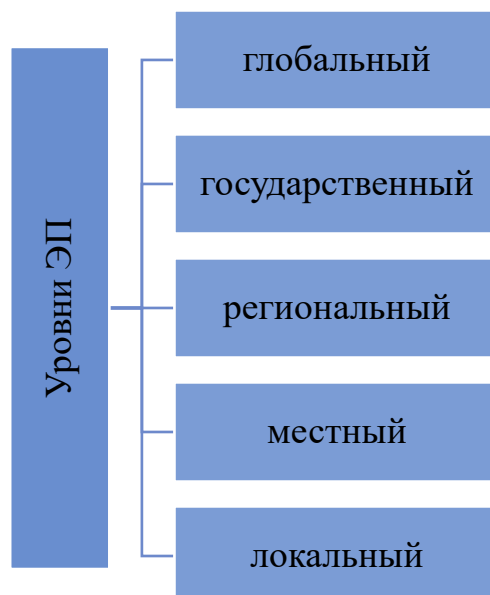 Уровни ЭП
глобальный
государственный
региональный
местный
локальный